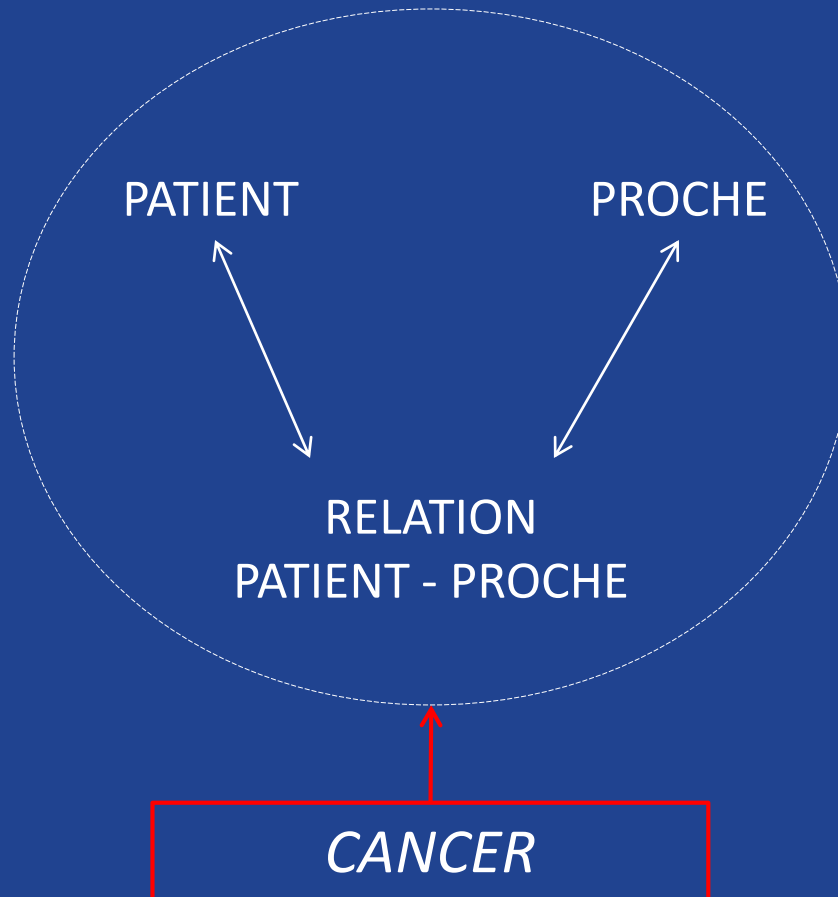 PATIENT
PROCHE
RELATION
PATIENT - PROCHE
CANCER